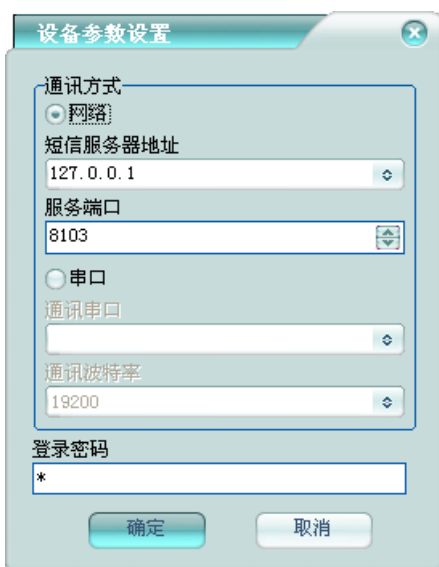 设备参数设置
通讯方式
网络
短信服务器地址
127.0.0.1
服务端口
8103
串口
通讯串口
通讯波特率
19200
登录密码
*
确定
取消